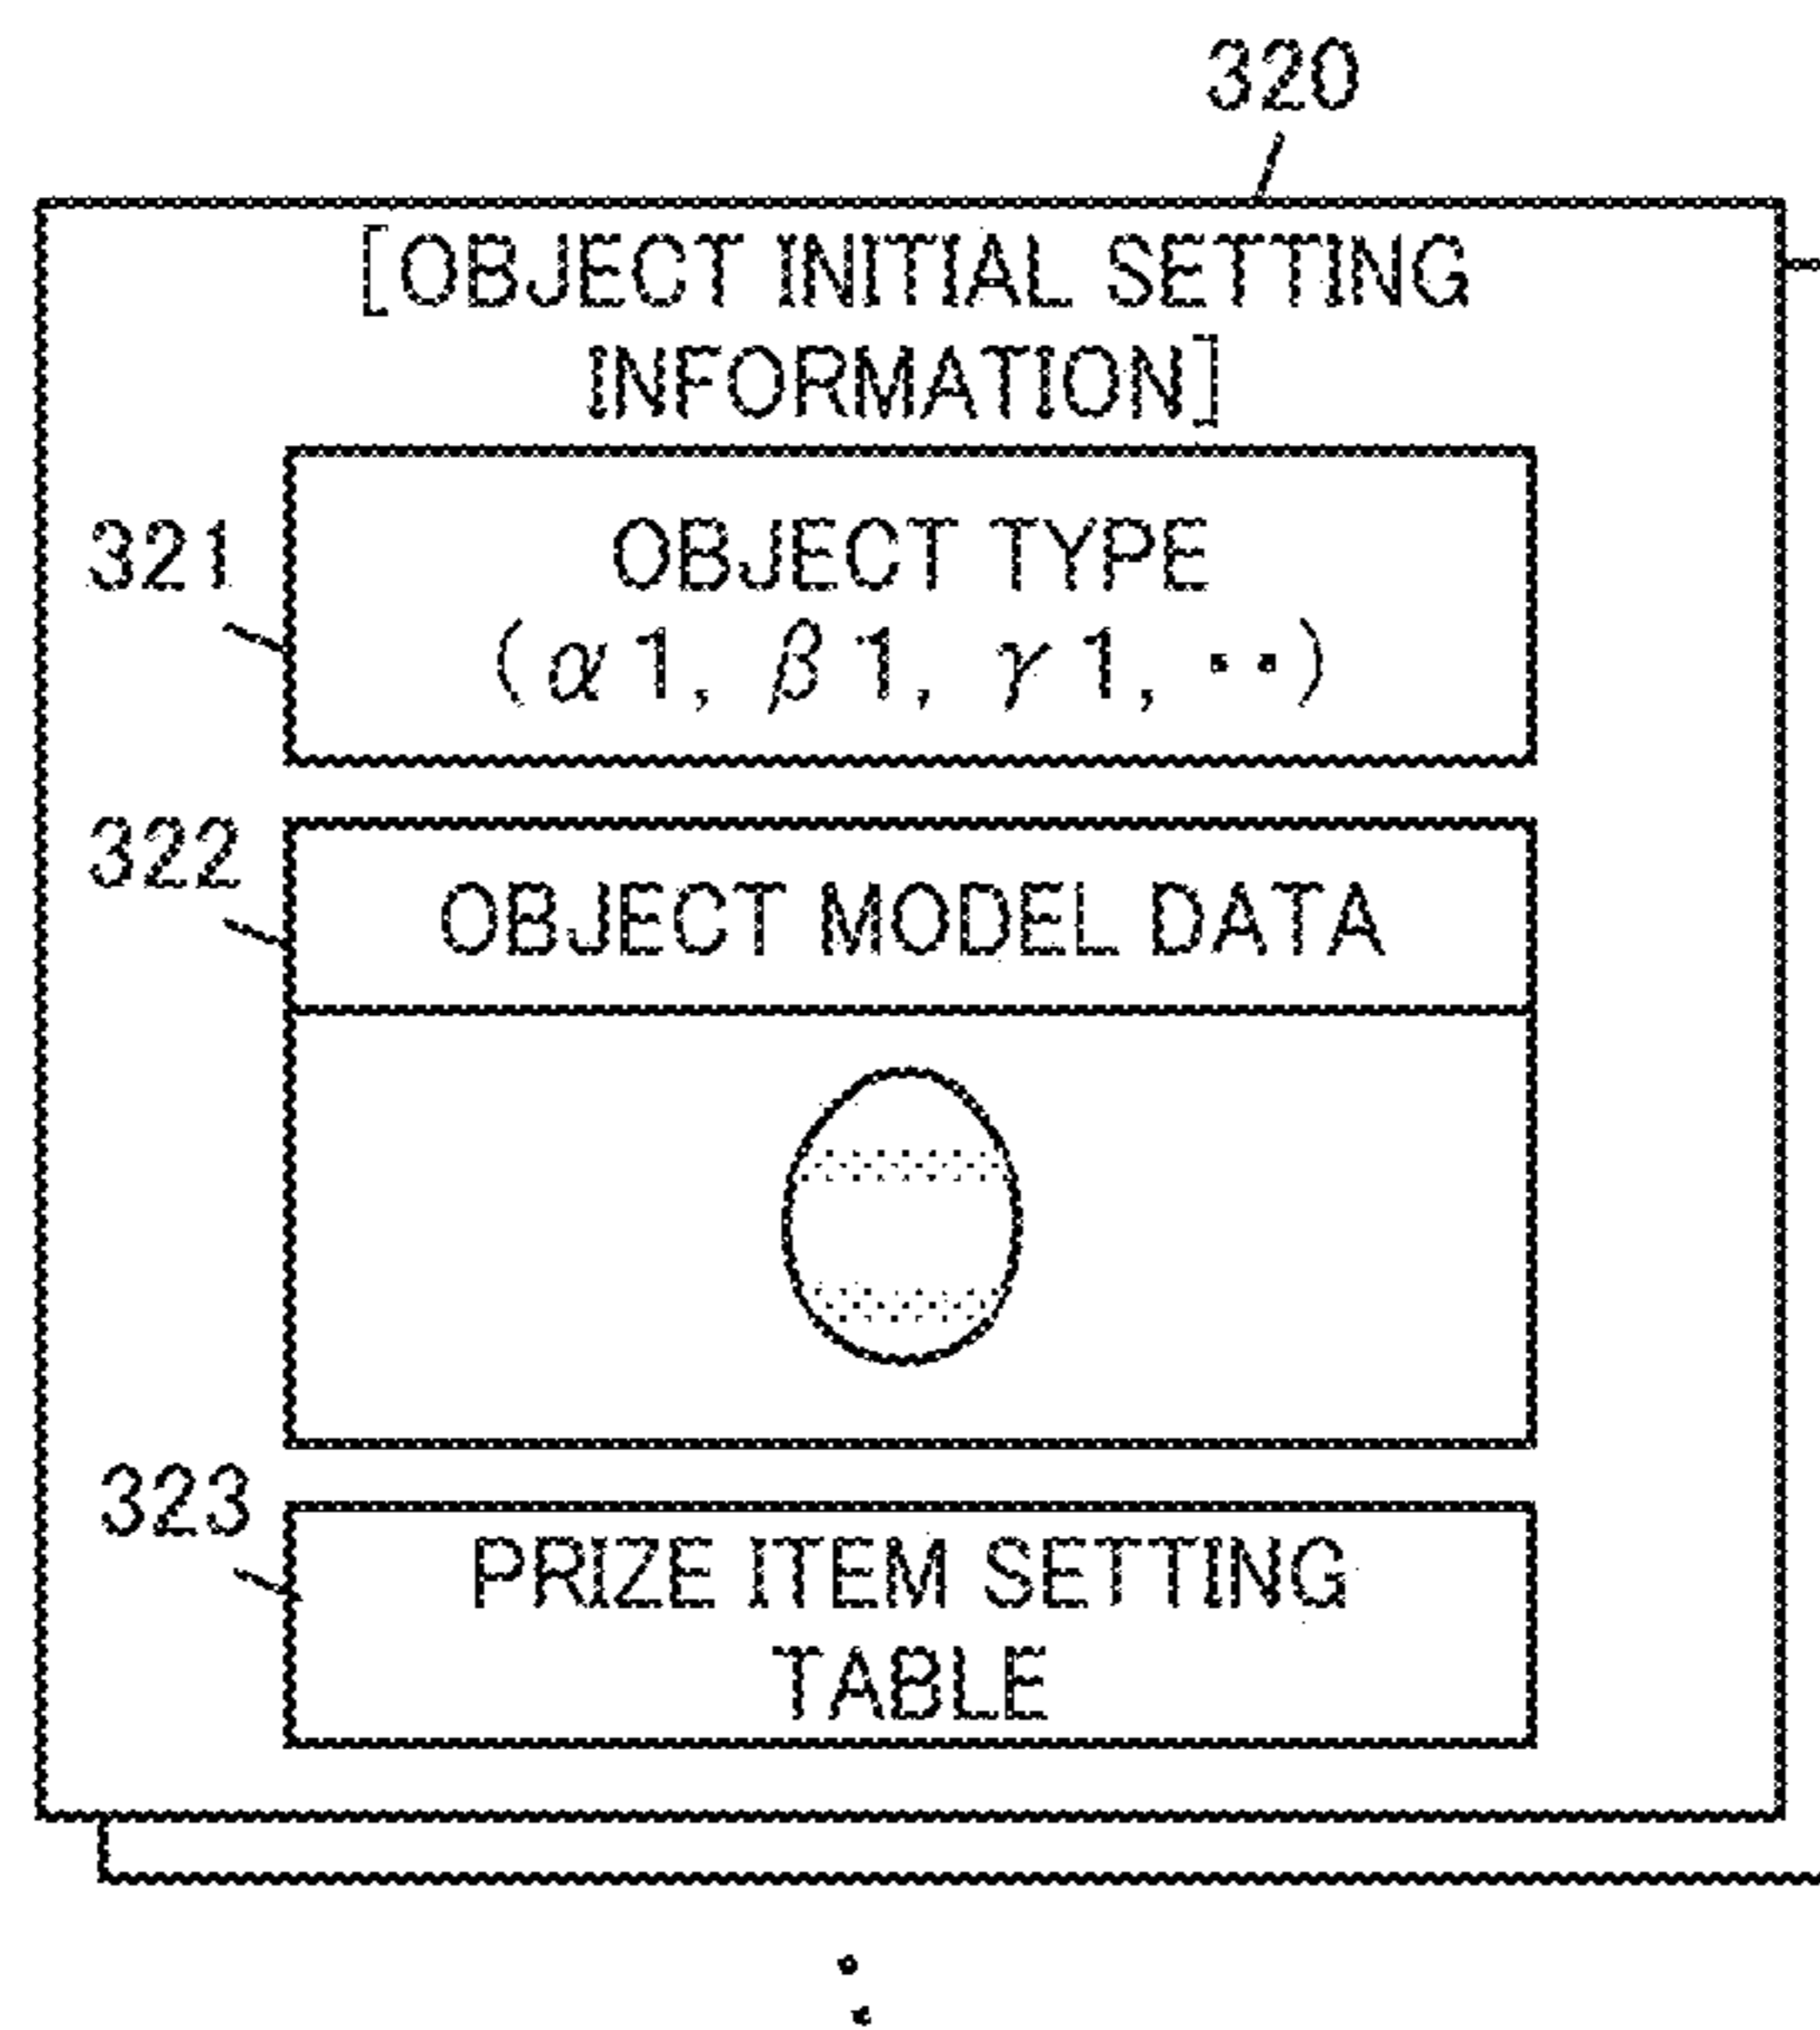 320
[OBJECT INITIAL SETTING
INFORMATION]
321
OBJECT TYPE
(α1, β1, γ1, ··)
322
OBJECT MODEL DATA
323
PRIZE ITEM SETTING
TABLE